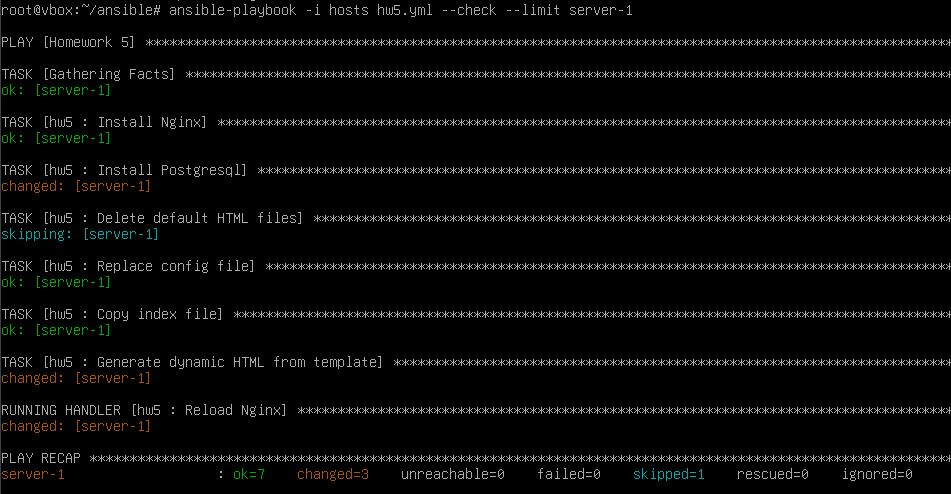 root@vbox:~/ansible# ansible-playbook -i hosts hw5.yml --check --limit server-1
PLAY [Homework 5] *****************************************************************************************************
TASK [Gathering Facts] ************************************************************************************************
ok: [server-1]
TASK [hw5 : Install Nginx] ********************************************************************************************
ok: [server-1]
TASK [hw5 : Install Postgresql] ***************************************************************************************
changed: [server-1]
TASK [hw5 : Delete default HTML files] ********************************************************************************
skipping: [server-1]
TASK [hw5 : Replace config file] **************************************************************************************
ok: [server-1]
TASK [hw5 : Copy index file] ******************************************************************************************
ok: [server-1]
TASK [hw5 : Generate dynamic HTML from template] **********************************************************************
changed: [server-1]
RUNNING HANDLER [hw5 : Reload Nginx] **********************************************************************************
changed: [server-1]
PLAY RECAP ************************************************************************************************************
server-1                   : ok=7    changed=3    unreachable=0    failed=0    skipped=1    rescued=0    ignored=0